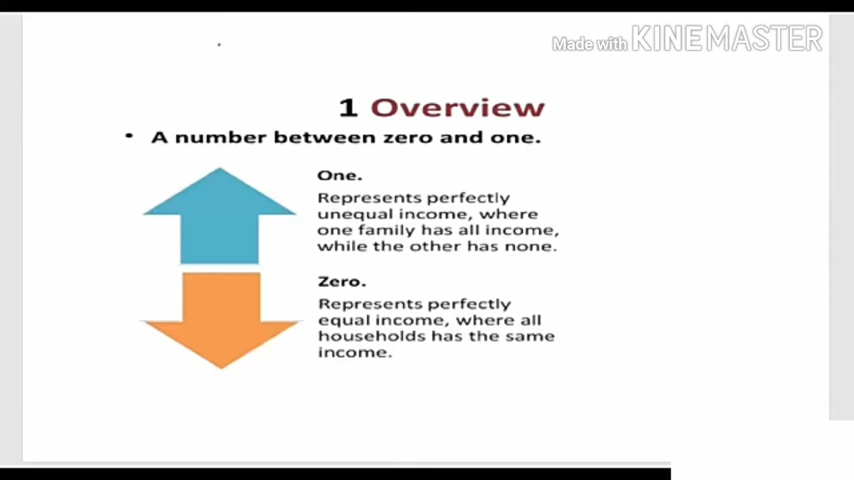 Made with KINEMASTER
1 Overview
• A number between zero and one.
One.
Represents perfectly
unequal income, where
one family has all income,
while the other has none.
Zero.
Represents perfectly
equal income, where all
households has the same
income.